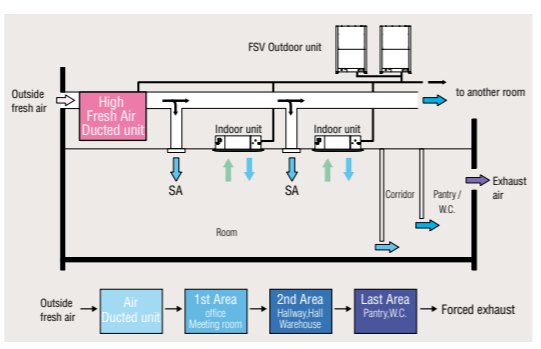 FSV Outdoor unit
Outside
fresh air
High
Fresh Air
Ducted unit
to another room
Indoor unit
Indoor unit
SA
SA
Corridor
Pantry /
W.C.
Exhaust
air
Room
Outside
fresh air
Air
Ducted unit
1st Area
office
Meeting room
2nd Area
Hallway,Hall
Warehouse
Last Area
Pantry,W.C.
Forced exhaust